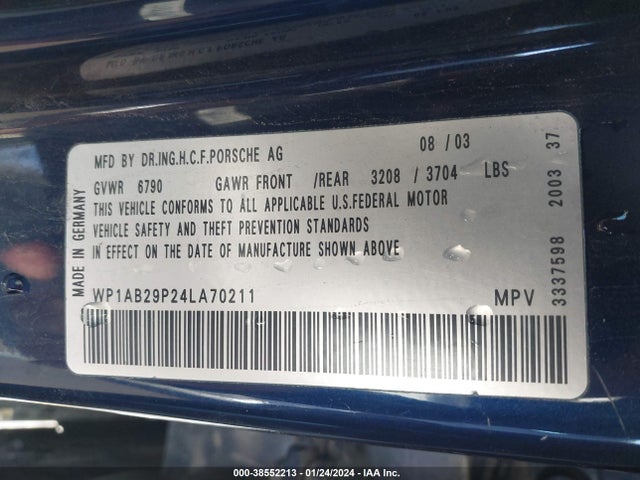 MFD BY DR.ING.H.C.F.PORSCHE AG 08 / 03
GVWR 6790 GAWR FRONT /REAR 3208 / 3704 LBS
THIS VEHICLE CONFORMS TO ALL APPLICABLE U.S.FEDERAL MOTOR
VEHICLE SAFETY AND THEFT PREVENTION STANDARDS
IN EFFECT ON THE DATE OF MANUFACTURE SHOWN ABOVE
WP1AB29P24LA70211 MPV
MADE IN GERMANY
3337598 2003 37
000-38552213 - 01/24/2024 - IAA Inc.